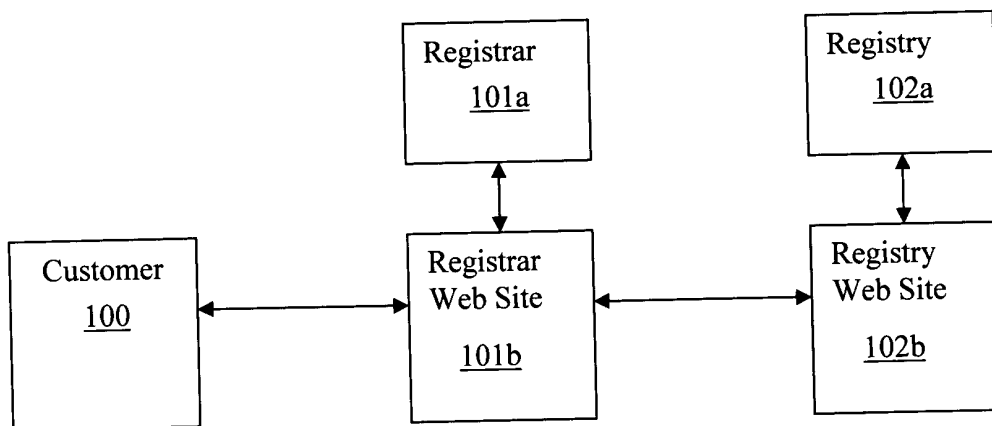 Registrar
101a
Registry
102a
Customer
100
Registrar
Web Site
101b
Registry
Web Site
102b